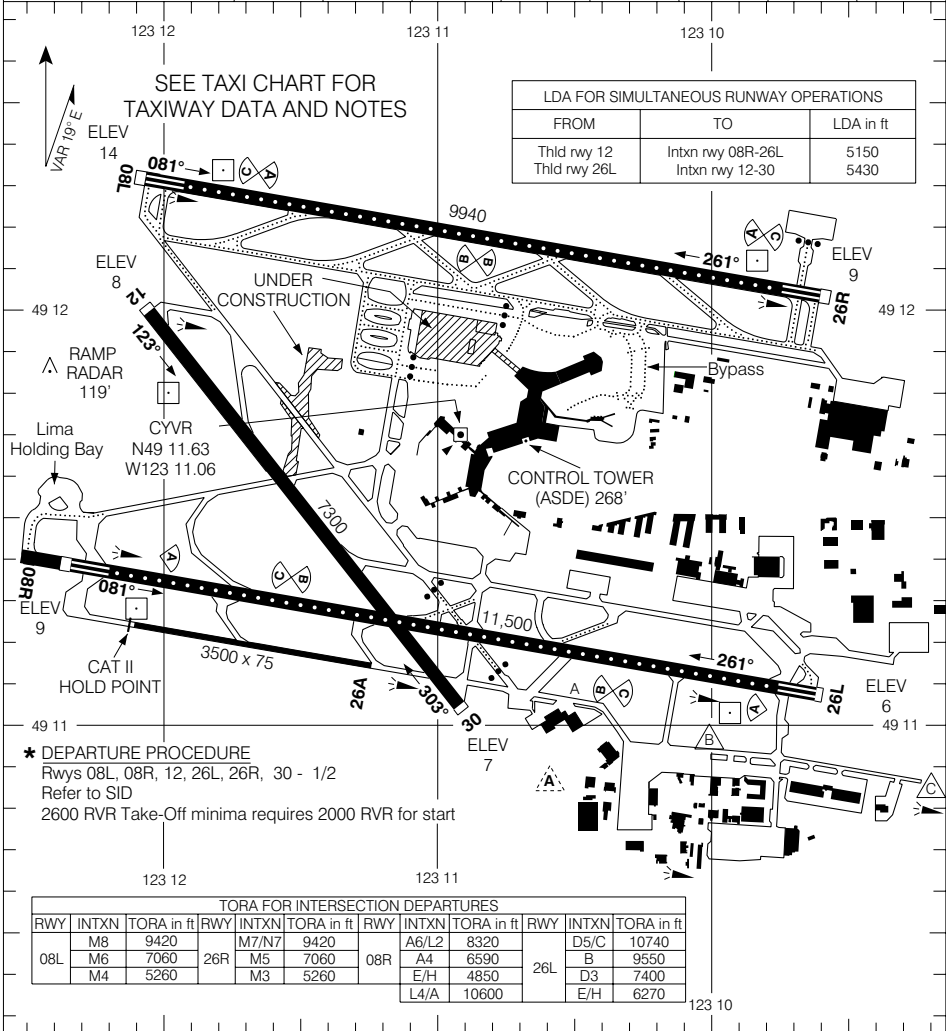 123 12
123 11
123 10
VAR 19° E
SEE TAXI CHART FOR
TAXIWAY DATA AND NOTES
LDA FOR SIMULTANEOUS RUNWAY OPERATIONS
FROM TO LDA in ft
Thld rwy 12 Intxn rwy 08R-26L 5150
Thld rwy 26L Intxn rwy 12-30 5430
ELEV
14
08L
081°
C A
9940
B B
A C
261°
ELEV
9
26R
ELEV
8
12
123°
UNDER
CONSTRUCTION
49 12
49 12
RAMP
RADAR
119'
Bypass
CYVR
N49 11.63
W123 11.06
Lima
Holding Bay
CONTROL TOWER
(ASDE) 268'
7300
08R
ELEV
9
081°
A
C B
11,500
3500 x 75
26A
CAT II
HOLD POINT
303°
30
ELEV
7
261°
26L
ELEV
6
A
B C
A
B
C
A
49 11
49 11
* DEPARTURE PROCEDURE
Rwys 08L, 08R, 12, 26L, 26R, 30 - 1/2
Refer to SID
2600 RVR Take-Off minima requires 2000 RVR for start
123 12
123 11
123 10
TORA FOR INTERSECTION DEPARTURES
RWY INTXN TORA in ft RWY INTXN TORA in ft RWY INTXN TORA in ft RWY INTXN TORA in ft
08L M8 9420 26R M7/N7 9420 08R A6/L2 8320 26L D5/C 10740
M6 7060 M5 7060 A4 6590 B 9550
M4 5260 M3 5260 E/H 4850 D3 7400
L4/A 10600 E/H 6270